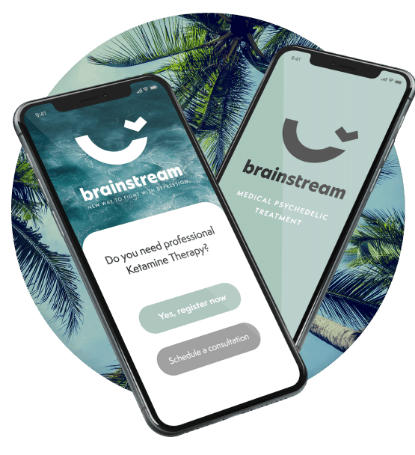 9:41
brainstream
NEW WAY TO FIGHT WITH DEPRESSION
Do you need professional
Ketamine Therapy?
Yes, register now
Schedule a consultation
9:41
brainstream
MEDICAL PSYCHEDELIC
TREATMENT